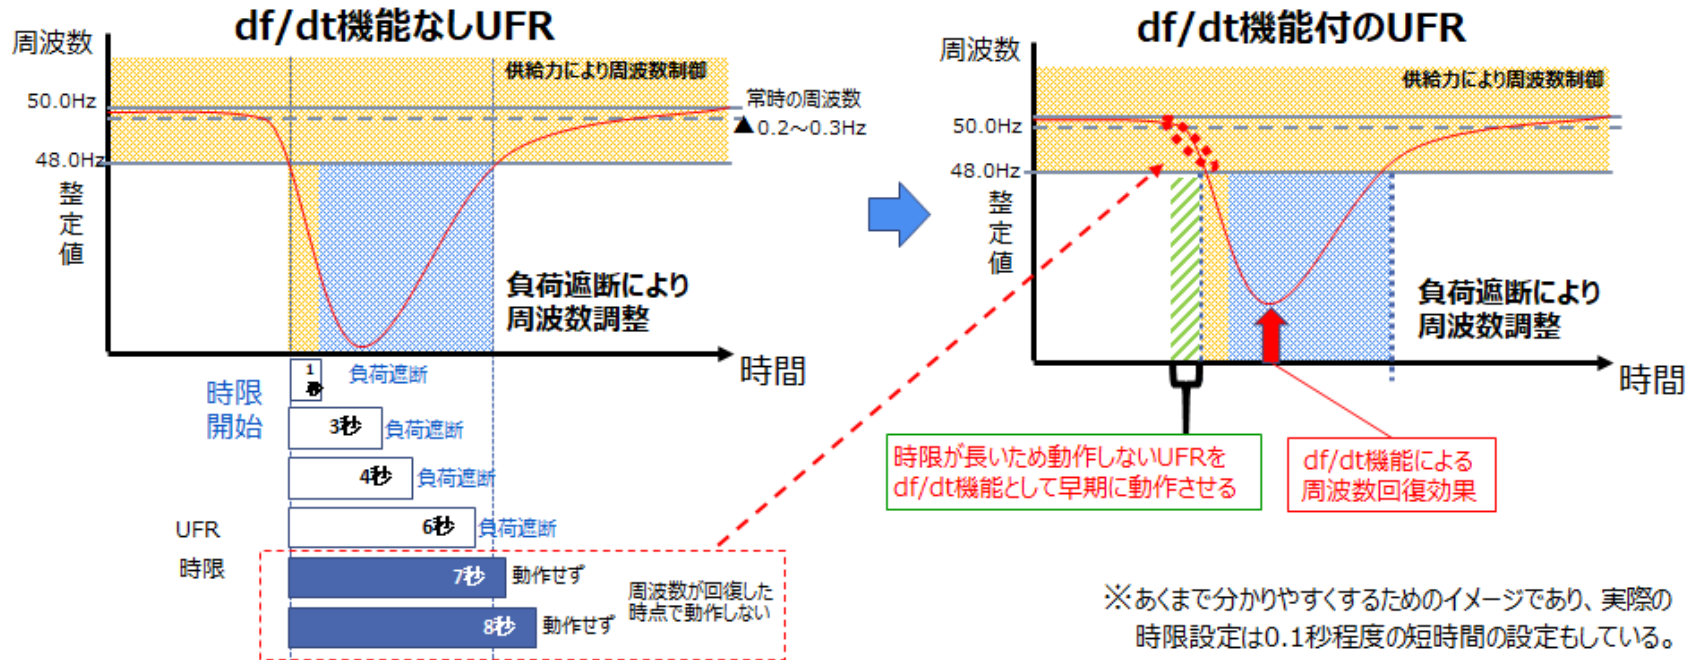 df/dt機能なしUFR
周波数
供給力により周波数制御
50.0Hz
常時の周波数
▲0.2～0.3Hz
48.0Hz
整
定
値
負荷遮断により
周波数調整
時間
時限
開始
1
秒
負荷遮断
3秒
負荷遮断
4秒
負荷遮断
UFR
時限
6秒
負荷遮断
7秒
動作せず
8秒
動作せず
周波数が回復した
時点で動作しない
df/dt機能付のUFR
周波数
供給力により周波数制御
50.0Hz
48.0Hz
整
定
値
負荷遮断により
周波数調整
時間
時限が長いため動作しないUFRを
df/dt機能として早期に動作させる
df/dt機能による
周波数回復効果
※あくまで分かりやすくするためのイメージであり、実際の
時限設定は0.1秒程度の短時間の設定もしている。